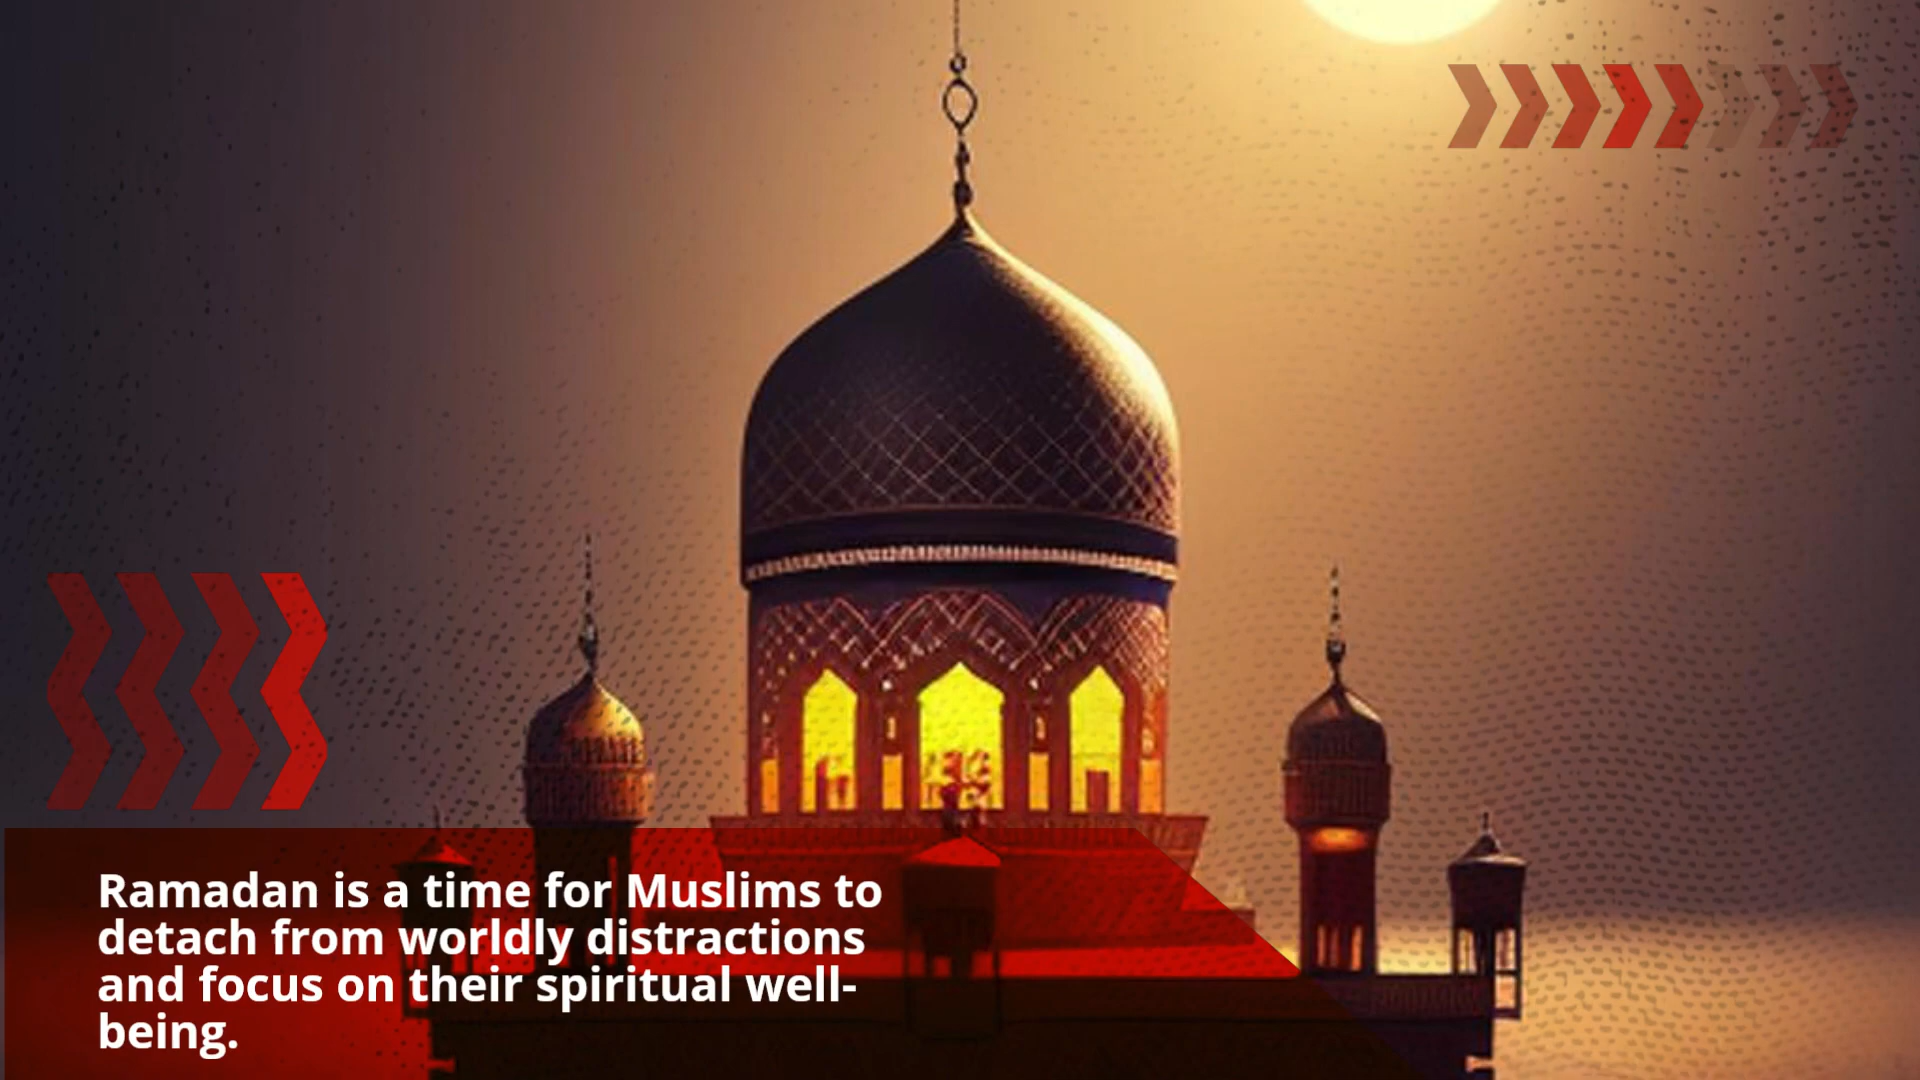 Ramadan is a time for Muslims to
detach from worldly distractions
and focus on their spiritual well-
being.